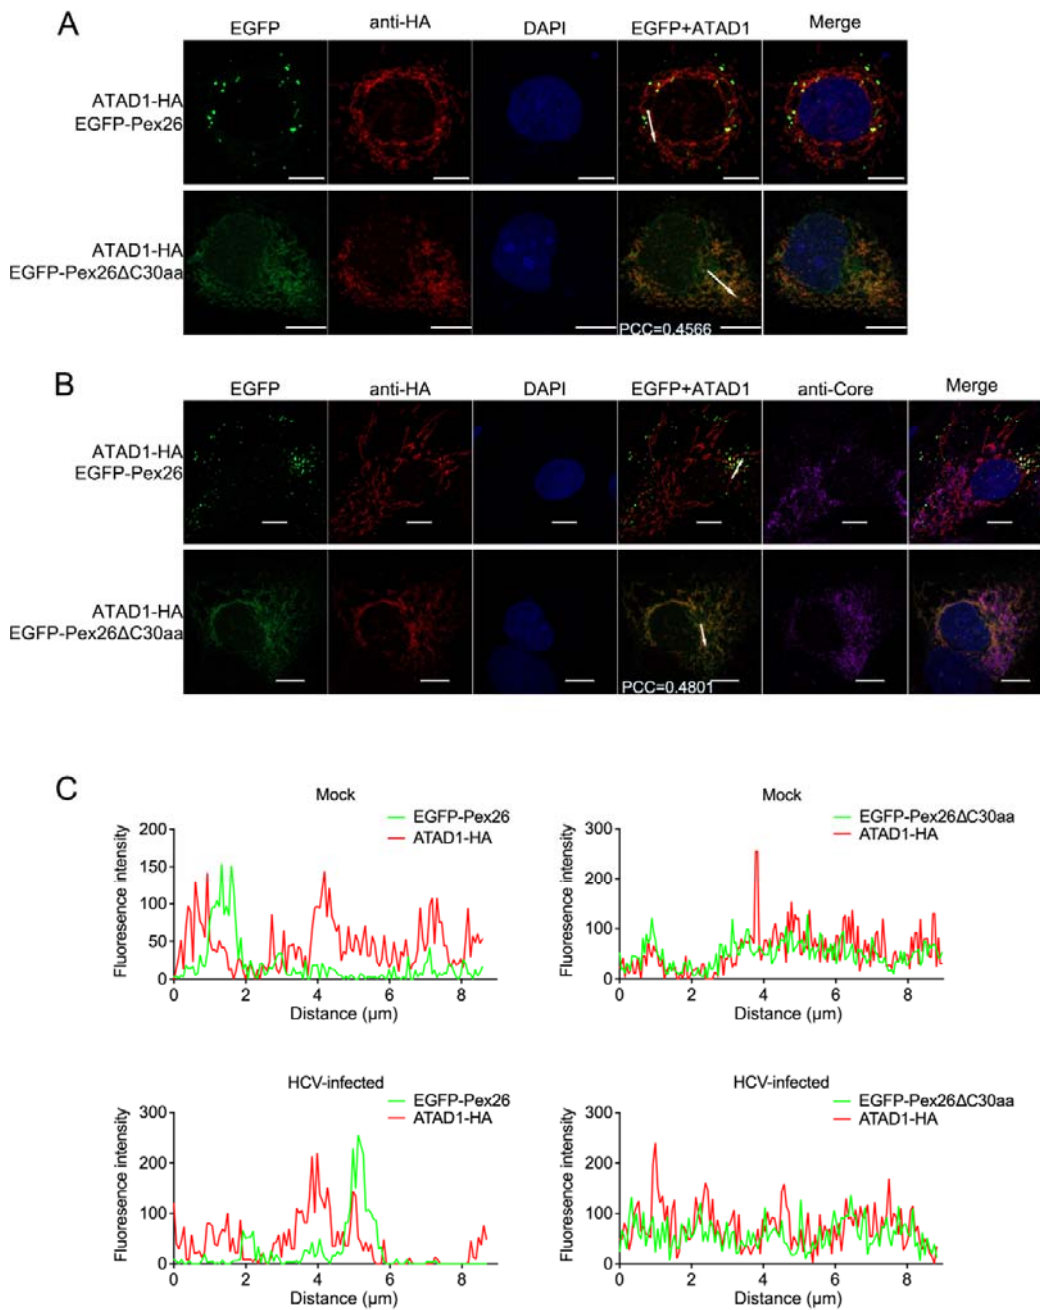 A
EGFP anti-HA DAPI EGFP+ATAD1 Merge
ATAD1-HA
EGFP-Pex26
ATAD1-HA
EGFP-Pex26ΔC30aa
PCC=0.4566
B
EGFP anti-HA DAPI EGFP+ATAD1 anti-Core Merge
ATAD1-HA
EGFP-Pex26
ATAD1-HA
EGFP-Pex26ΔC30aa
PCC=0.4801
C
Mock
EGFP-Pex26
ATAD1-HA
Fluoresence intensity
200
150
100
50
0
0 2 4 6 8
Distance (μm)
Mock
EGFP-Pex26ΔC30aa
ATAD1-HA
Fluoresence intensity
300
200
100
0
0 2 4 6 8
Distance (μm)
HCV-infected
EGFP-Pex26
ATAD1-HA
Fluoresence intensity
300
200
100
0
0 2 4 6 8
Distance (μm)
HCV-infected
EGFP-Pex26ΔC30aa
ATAD1-HA
Fluoresence intensity
300
200
100
0
0 2 4 6 8
Distance (μm)